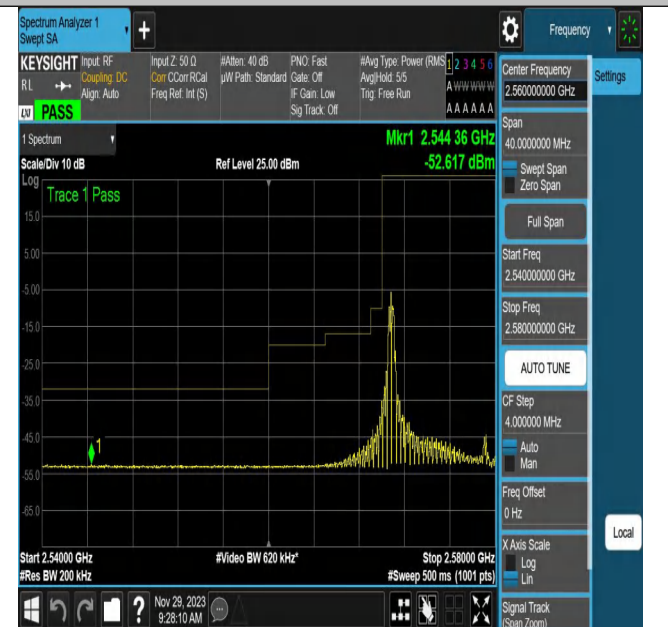 Spectrum Analyzer 1
Swept SA
+
Frequency
KEYSIGHT
RL
LXI PASS
Input: RF
Coupling: DC
Align: Auto
Input Z: 50 Ω
Corr CCorr RCal
Freq Ref: Int (S)
#Atten: 40 dB
µW Path: Standard
PNO: Fast
Gate: Off
IF Gain: Low
Sig Track: Off
#Avg Type: Power (RMS
Avg|Hold: 5/5
Trig: Free Run
1 2 3 4 5 6
A W W W W W
A A A A A A
1 Spectrum
Mkr1 2.544 36 GHz
Scale/Div 10 dB
Ref Level 25.00 dBm
-52.617 dBm
Log
Trace 1 Pass
15.0
5.00
-5.00
-15.0
-25.0
-35.0
-45.0
1
-55.0
-65.0
Start 2.54000 GHz
#Video BW 620 kHz*
Stop 2.58000 GHz
#Res BW 200 kHz
#Sweep 500 ms (1001 pts)
?
Nov 29, 2023
9:28:10 AM
Center Frequency
2.560000000 GHz
Settings
Span
40.0000000 MHz
Swept Span
Zero Span
Full Span
Start Freq
2.540000000 GHz
Stop Freq
2.580000000 GHz
AUTO TUNE
CF Step
4.000000 MHz
Auto
Man
Freq Offset
0 Hz
Local
X Axis Scale
Log
Lin
Signal Track
(Span Zoom)